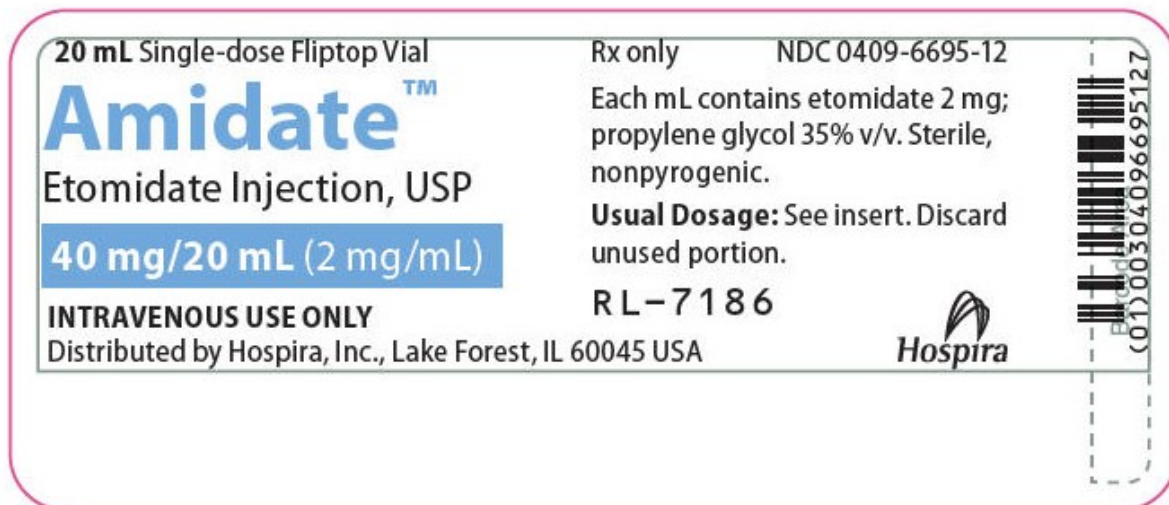 20 mL Single-dose Fliptop Vial
Amidate™
Etomidate Injection, USP
40 mg/20 mL (2 mg/mL)
INTRAVENOUS USE ONLY
Distributed by Hospira, Inc., Lake Forest, IL 60045 USA
Rx only NDC 0409-6695-12
Each mL contains etomidate 2 mg;
propylene glycol 35% v/v. Sterile,
nonpyrogenic.
Usual Dosage: See insert. Discard
unused portion.
RL-7186
Hospira
(01)00304096695127